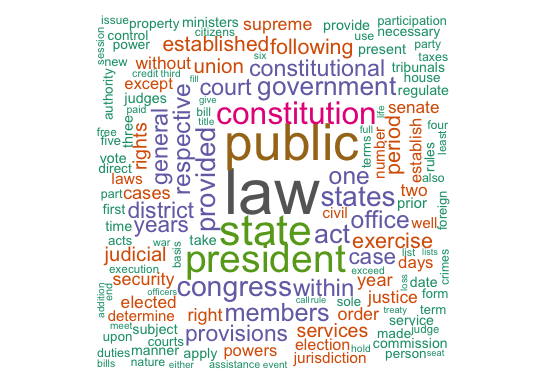 issue property ministers supreme provide participation
control citizens use necessary
session power established following present party
new without union constitutional taxes
authority credit third six tribunals
except fill court government house
judges give regulate
three paid bill constitution life senate
free title full
five rights general respective public number period establish
vote terms rules four least
direct provided also
laws law one
part cases states two
first district civil prior foreign
time years state act office well
acts war take exercise
judicial basis president case list lists crimes
execution exceed days
security officers congress within year loss date
addition end elected call rule sole justice form
determine right members order treaty term
meet service
upon subject provisions services made judge
courts election hold commission
duties manner apply powers jurisdiction person seat
bills nature either assistance event